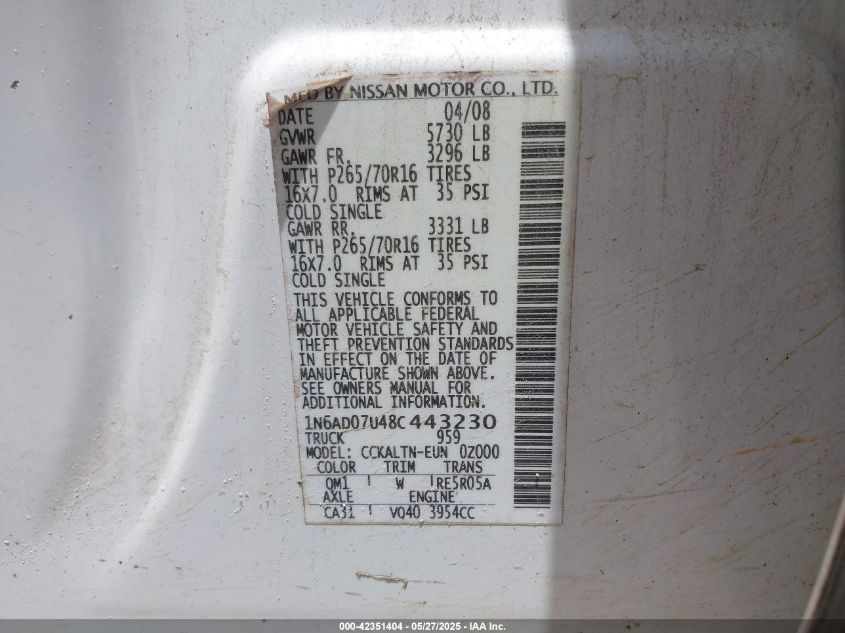 MFD BY NISSAN MOTOR CO., LTD.
DATE 04/08
GVWR 5730 LB
GAWR FR. 3296 LB
WITH P265/70R16 TIRES
16X7.0 RIMS AT 35 PSI
COLD SINGLE
GAWR RR. 3331 LB
WITH P265/70R16 TIRES
16X7.0 RIMS AT 35 PSI
COLD SINGLE
THIS VEHICLE CONFORMS TO
ALL APPLICABLE FEDERAL
MOTOR VEHICLE SAFETY AND
THEFT PREVENTION STANDARDS
IN EFFECT ON THE DATE OF
MANUFACTURE SHOWN ABOVE.
SEE OWNERS MANUAL FOR
ADDITIONAL INFORMATION.
1N6AD07U48C443230
TRUCK 959
MODEL: CCKALTN-EUN 0Z000
COLOR TRIM TRANS
QM1 W RE5R05A
AXLE ENGINE
CA31 VQ40 3954CC
000-42351404 - 05/27/2025 - IAA Inc.